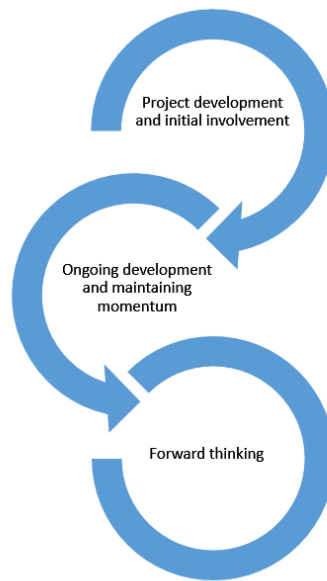 Project development
and initial involvement
Ongoing development
and maintaining
momentum
Forward thinking